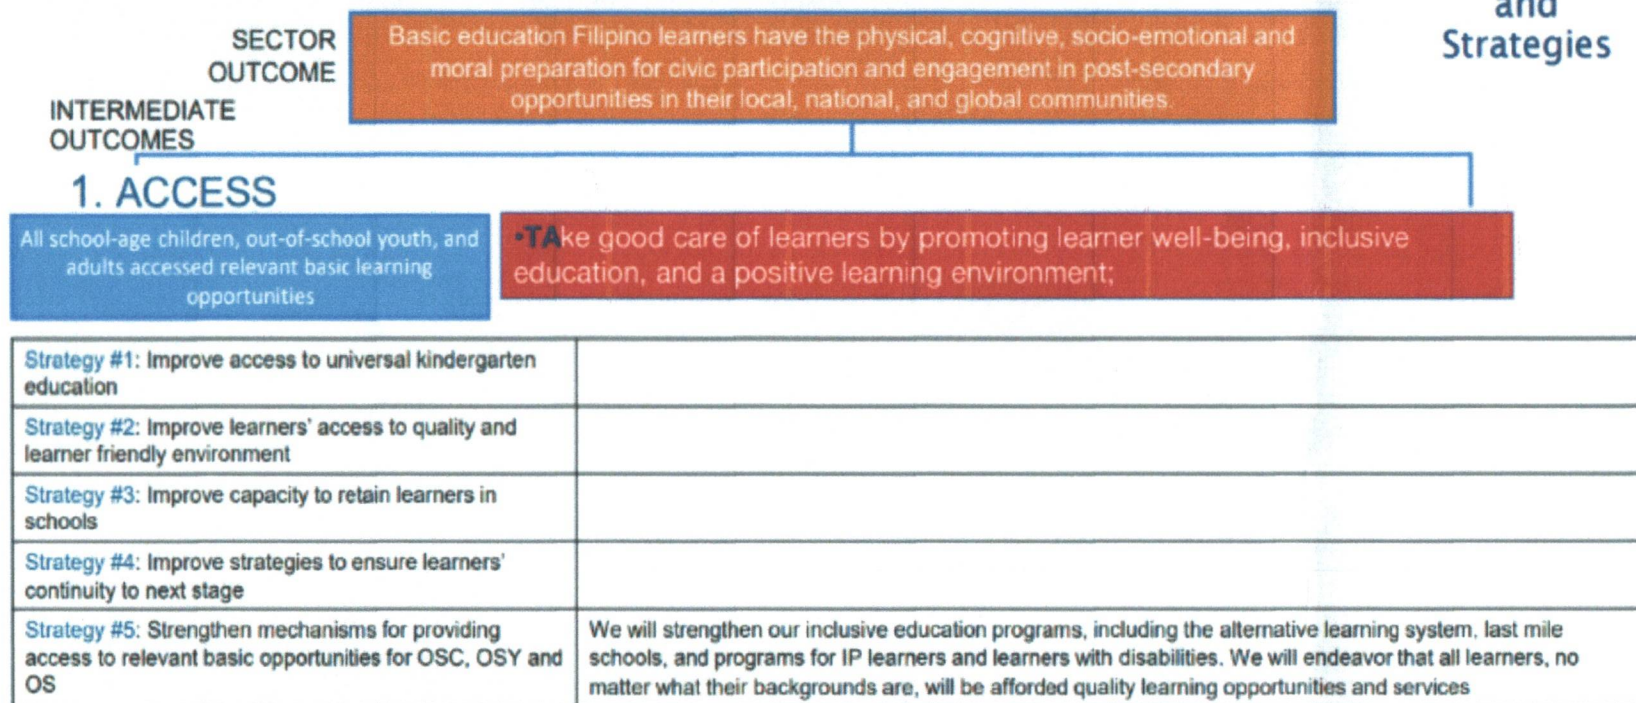 and
Strategies
SECTOR
OUTCOME
Basic education Filipino learners have the physical, cognitive, socio-emotional and
moral preparation for civic participation and engagement in post-secondary
opportunities in their local, national, and global communities.
INTERMEDIATE
OUTCOMES
1. ACCESS
All school-age children, out-of-school youth, and
adults accessed relevant basic learning
opportunities
•TAke good care of learners by promoting learner well-being, inclusive
education, and a positive learning environment;
Strategy #1: Improve access to universal kindergarten
education
Strategy #2: Improve learners' access to quality and
learner friendly environment
Strategy #3: Improve capacity to retain learners in
schools
Strategy #4: Improve strategies to ensure learners'
continuity to next stage
Strategy #5: Strengthen mechanisms for providing
access to relevant basic opportunities for OSC, OSY and
OS
We will strengthen our inclusive education programs, including the alternative learning system, last mile
schools, and programs for IP learners and learners with disabilities. We will endeavor that all learners, no
matter what their backgrounds are, will be afforded quality learning opportunities and services